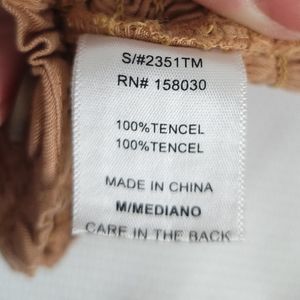 S/#2351TM
RN# 158030
100%TENCEL
100%TENCEL
MADE IN CHINA
M/MEDIANO
CARE IN THE BACK